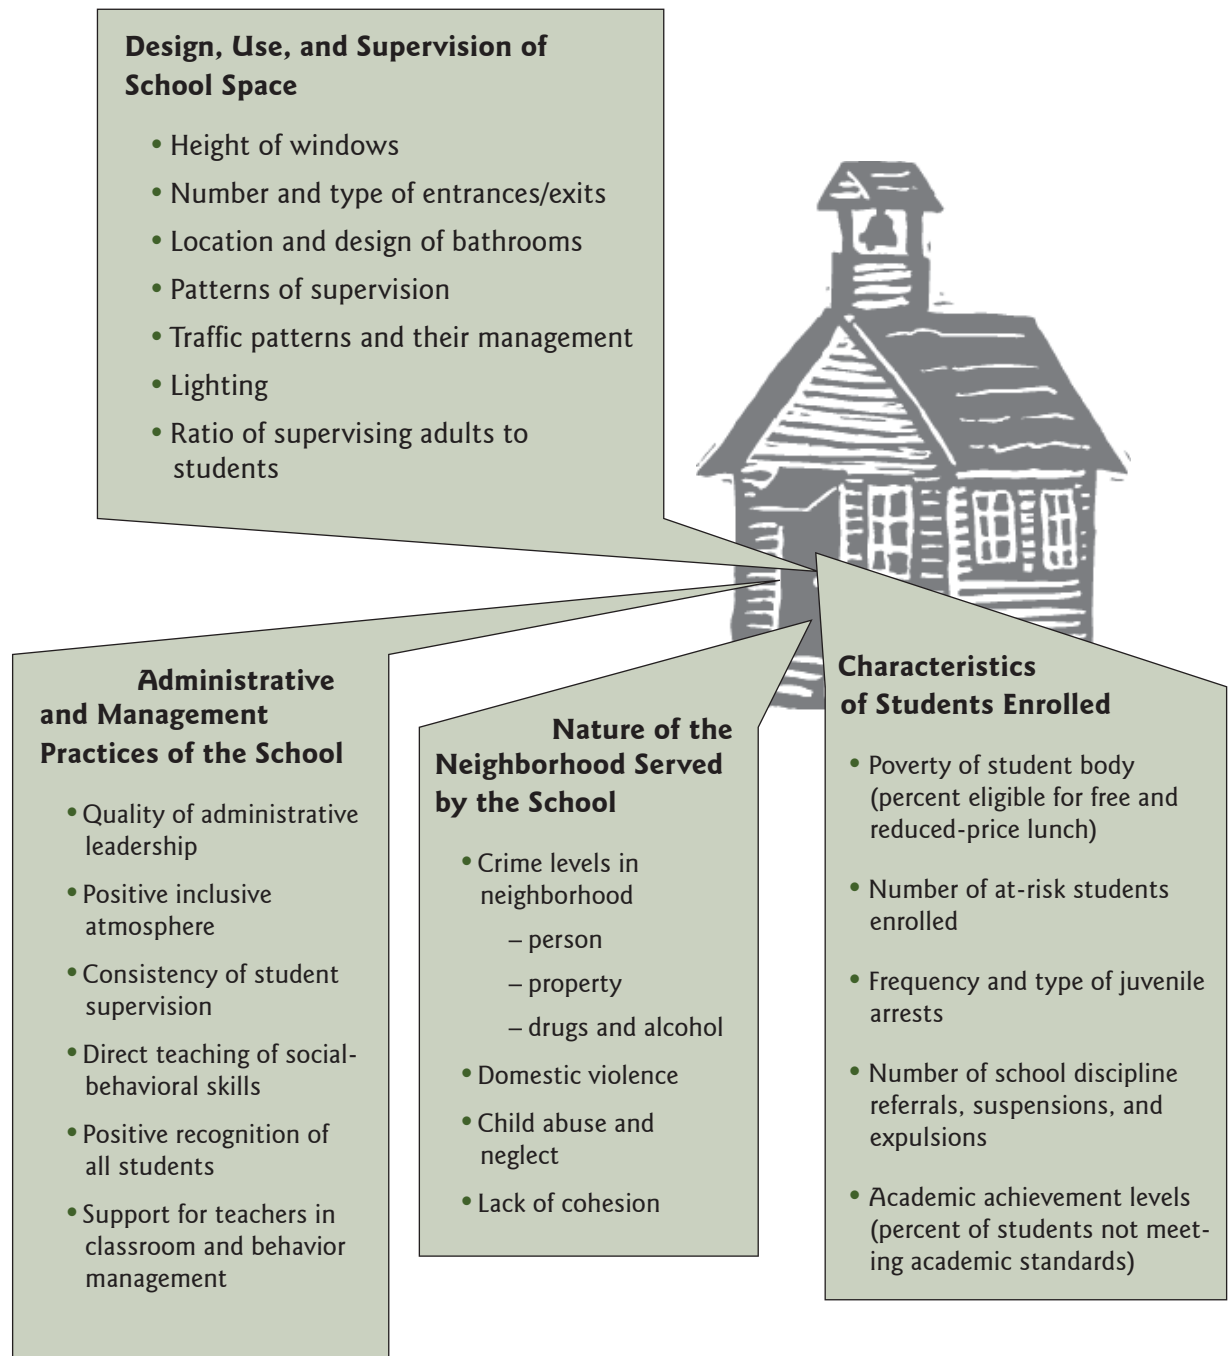 Design, Use, and Supervision of
School Space
• Height of windows
• Number and type of entrances/exits
• Location and design of bathrooms
• Patterns of supervision
• Traffic patterns and their management
• Lighting
• Ratio of supervising adults to
students
Administrative
and Management
Practices of the School
• Quality of administrative
leadership
• Positive inclusive
atmosphere
• Consistency of student
supervision
• Direct teaching of social-
behavioral skills
• Positive recognition of
all students
• Support for teachers in
classroom and behavior
management
Nature of the
Neighborhood Served
by the School
• Crime levels in
neighborhood
– person
– property
– drugs and alcohol
• Domestic violence
• Child abuse and
neglect
• Lack of cohesion
Characteristics
of Students Enrolled
• Poverty of student body
(percent eligible for free and
reduced-price lunch)
• Number of at-risk students
enrolled
• Frequency and type of juvenile
arrests
• Number of school discipline
referrals, suspensions, and
expulsions
• Academic achievement levels
(percent of students not meet-
ing academic standards)